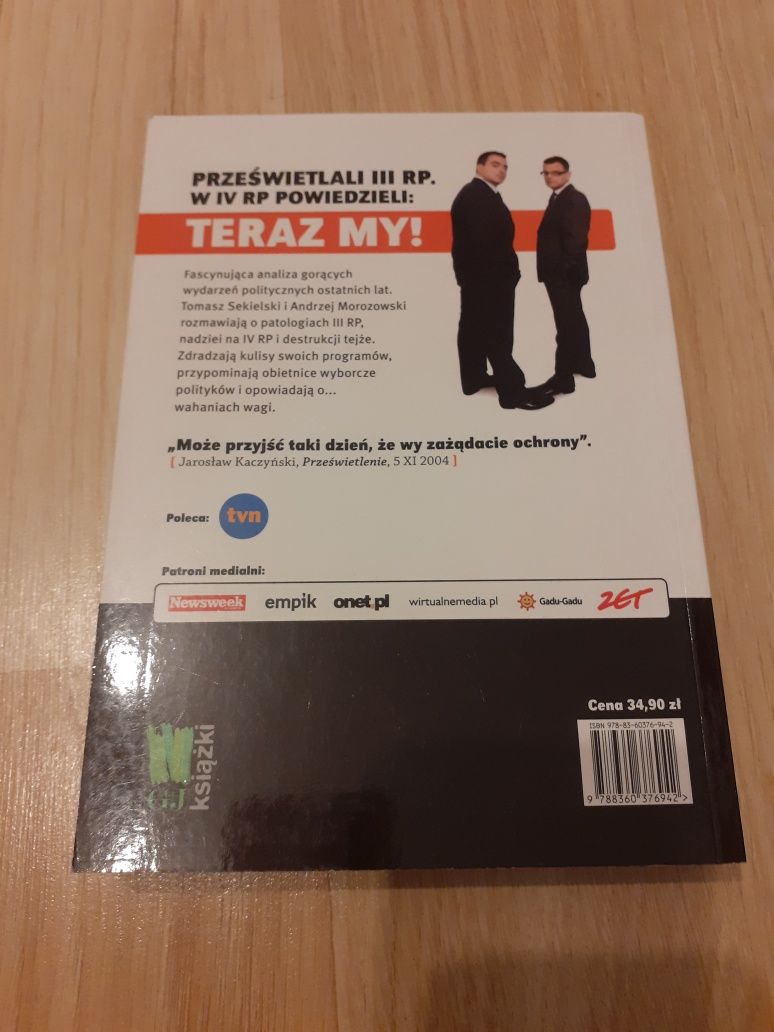 PRZEŚWIETLALI III RP.
W IV RP POWIEDZIELI:
TERAZ MY!
Fascynująca analiza gorących
wydarzeń politycznych ostatnich lat.
Tomasz Sekielski i Andrzej Morozowski
rozmawiają o patologiach III RP,
nadziei na IV RP i destrukcji tejże.
Zdradzają kulisy swoich programów,
przypominają obietnice wyborcze
polityków i opowiadają o...
wahaniach wagi.
„Może przyjść taki dzień, że wy zażądacie ochrony”.
[ Jarosław Kaczyński, Prześwietlenie, 5 XI 2004 ]
Poleca: tvn
Patroni medialni:
Newsweek empik onet.pl wirtualnemedia.pl Gadu-Gadu ZET
Cena 34,90 zł
ISBN 978-83-60376-94-2
9 788360 376942 >
G+J
książki